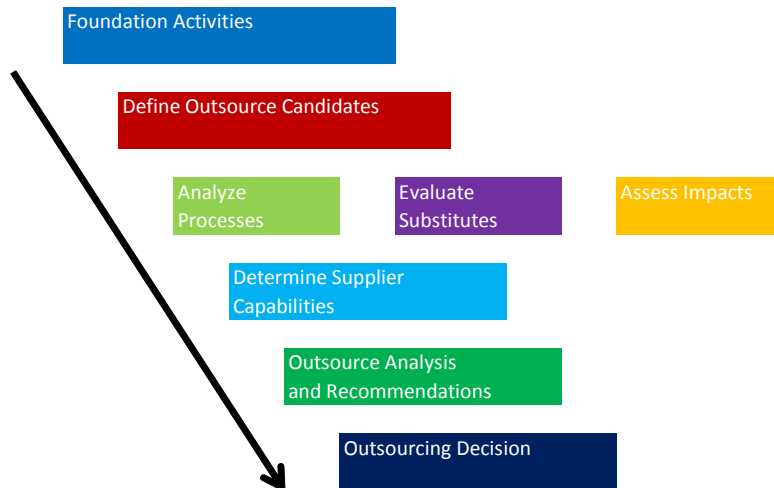 Foundation Activities
Define Outsource Candidates
Analyze
Processes
Evaluate
Substitutes
Assess Impacts
Determine Supplier
Capabilities
Outsource Analysis
and Recommendations
Outsourcing Decision